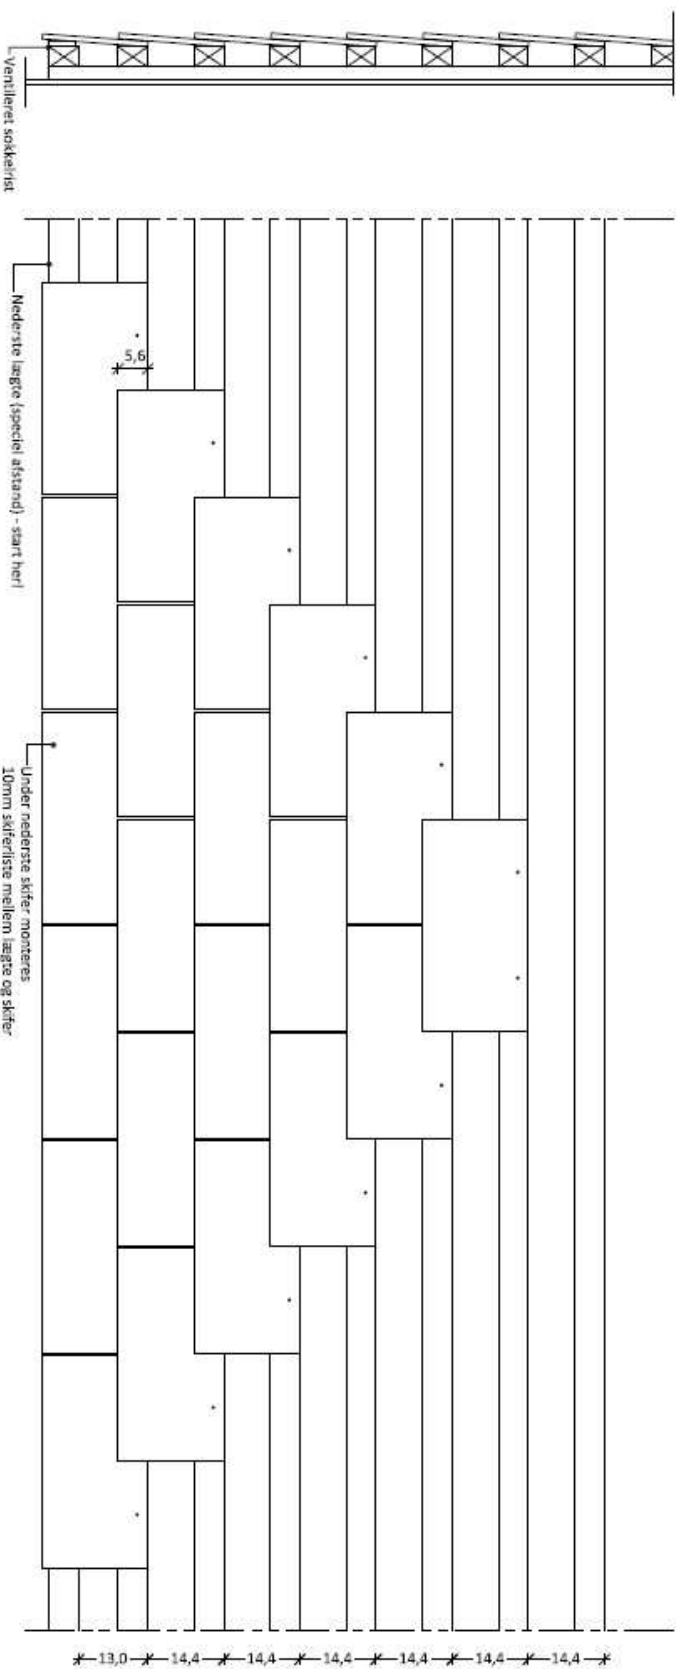 Ventileret sokkelrist
Nederste lægte (speciel afstand) - start her!
5,6
Under nederste skifer monteres
10mm skiferliste mellem lægte og skifer
13,0
14,4
14,4
14,4
14,4
14,4
14,4